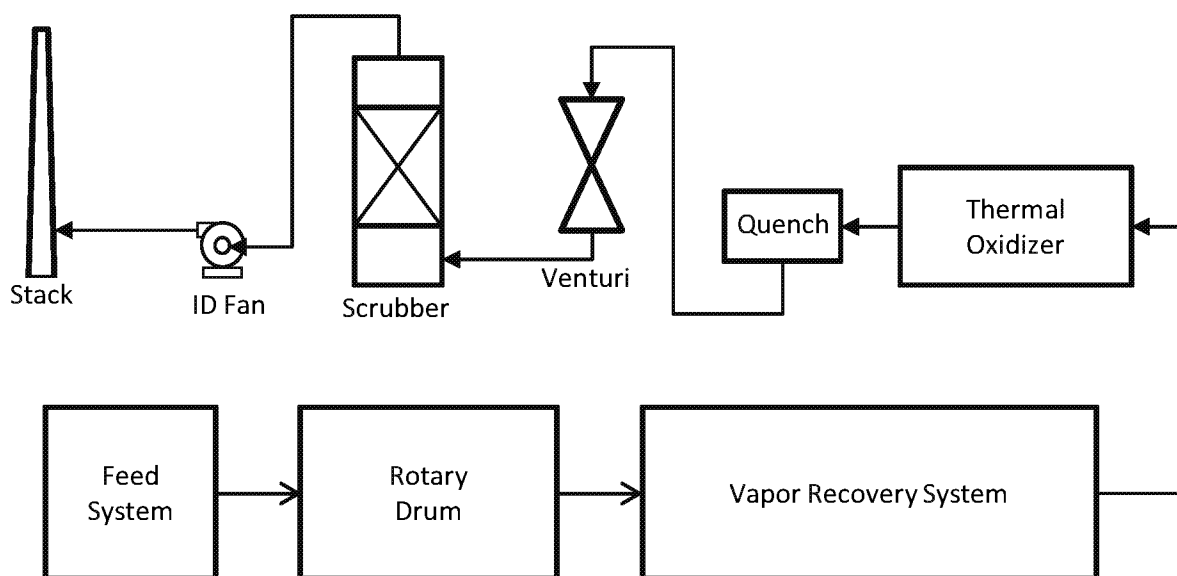 Thermal
Oxidizer
Quench
Venturi
Scrubber
ID Fan
Stack
Feed
System
Rotary
Drum
Vapor Recovery System